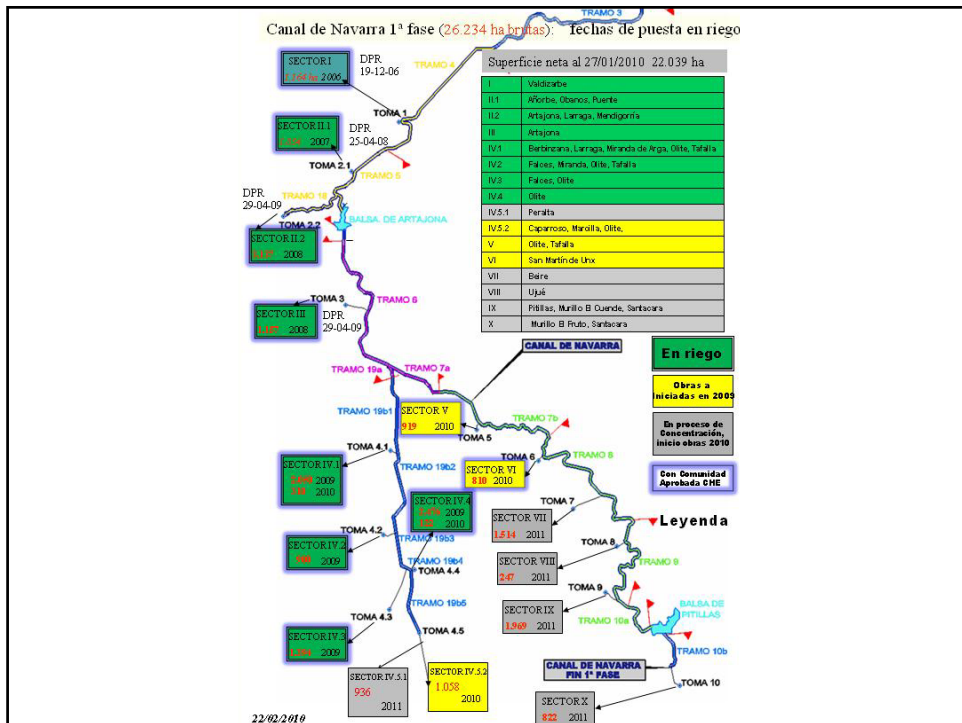 TRAMO 3
Canal de Navarra 1ª fase (26.234 ha brutas): fechas de puesta en riego
SECTOR I
1.164 ha 2006
DPR
19-12-06
TRAMO 4
TOMA 1
Superficie neta al 27/01/2010 22.039 ha
I Valdizarbe
II.1 Añorbe, Obanos, Puente
II.2 Artajona, Larraga, Mendigorría
III Artajona
IV.1 Berbinzana, Larraga, Miranda de Arga, Olite, Tafalla
IV.2 Falces, Miranda, Olite, Tafalla
IV.3 Falces, Olite
IV.4 Olite
IV.5.1 Peralta
IV.5.2 Caparroso, Marcilla, Olite,
V Olite, Tafalla
VI San Martín de Unx
VII Beire
VIII Ujué
IX Pitillas, Murillo El Cuende, Santacara
X Murillo El Fruto, Santacara
SECTOR II.1
2007
DPR
25-04-08
TOMA 2.1
TRAMO 5
DPR
29-04-09
TRAMO 18
TOMA 2.2
BALSA DE ARTAJONA
SECTOR II.2
2008
TRAMO 6
TOMA 3
SECTOR III
2008
DPR
29-04-09
CANAL DE NAVARRA
TRAMO 19a
TRAMO 7a
En riego
Obras a
Iniciadas en 2009
En proceso de
Concentración,
inicio obras 2010
Con Comunidad
Aprobada CHE
Leyenda
TRAMO 19b1
SECTOR V
919 2010
TOMA 5
TRAMO 7b
TOMA 4.1
TRAMO 19b2
TOMA 6
TRAMO 8
SECTOR IV.1
2009
2010
SECTOR VI
810 2010
SECTOR IV.4
2009
2010
TOMA 7
SECTOR VII
1.514
2011
TOMA 4.2
TRAMO 19b3
SECTOR IV.2
2009
TOMA 8
TRAMO 19b4
TOMA 4.4
SECTOR VIII
247 2011
TRAMO 9
TRAMO 19b5
TOMA 9
TOMA 4.3
SECTOR IX
1.969
2011
TRAMO 10a
BALSA DE
PITILLAS
TOMA 4.5
SECTOR IV.3
2009
TRAMO 10b
CANAL DE NAVARRA
FIN 1ª FASE
SECTOR IV.5.1
936
2011
SECTOR IV.5.2
1.058
2010
TOMA 10
SECTOR X
822 2011
22/02/2010